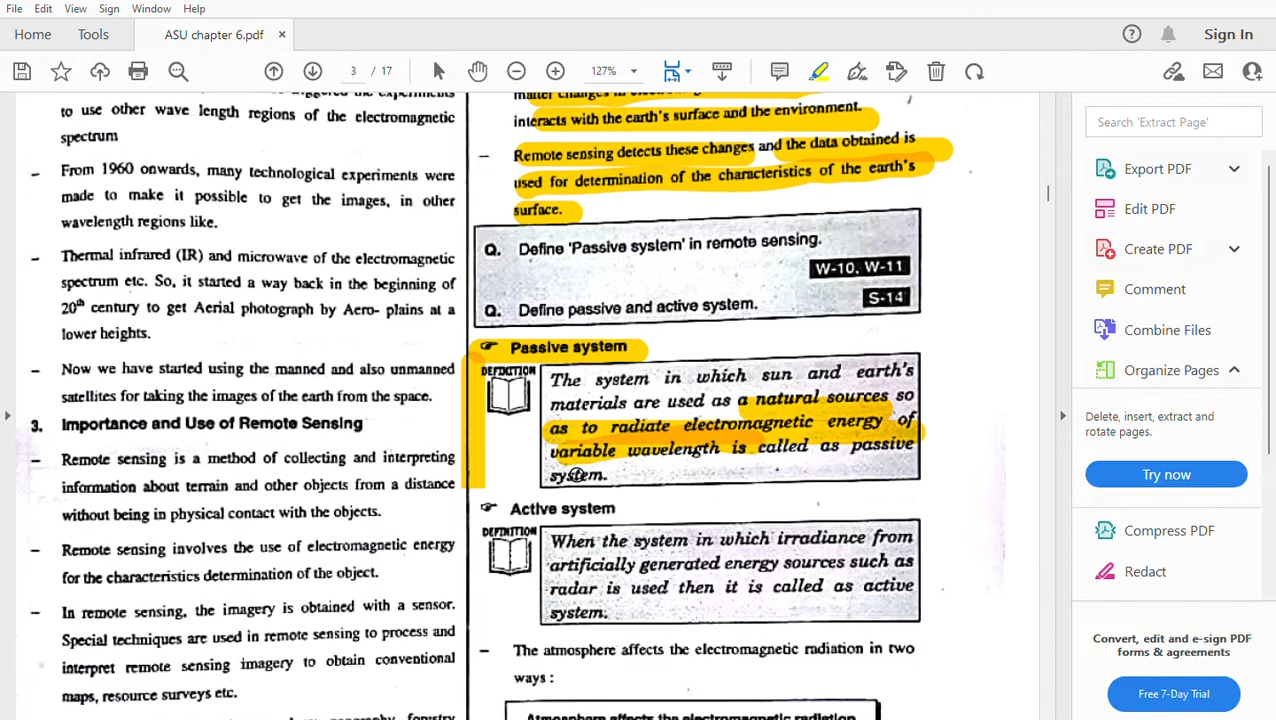 File Edit View Sign Window Help
Home Tools ASU chapter 6.pdf × Sign In
3 / 17 127%
to use other wave length regions of the electromagnetic
spectrum
- From 1960 onwards, many technological experiments were
made to make it possible to get the images, in other
wavelength regions like.
- Thermal infrared (IR) and microwave of the electromagnetic
spectrum etc. So, it started a way back in the beginning of
20th century to get Aerial photograph by Aero- plains at a
lower heights.
- Now we have started using the manned and also unmanned
satellites for taking the images of the earth from the space.
3. Importance and Use of Remote Sensing
- Remote sensing is a method of collecting and interpreting
information about terrain and other objects from a distance
without being in physical contact with the objects.
- Remote sensing involves the use of electromagnetic energy
for the characteristics determination of the object.
- In remote sensing, the imagery is obtained with a sensor.
Special techniques are used in remote sensing to process and
interpret remote sensing imagery to obtain conventional
maps, resource surveys etc.
matter changes in
interacts with the earth's surface and the environment.
- Remote sensing detects these changes and the data obtained is
used for determination of the characteristics of the earth's
surface.
Q. Define 'Passive system' in remote sensing.
W-10, W-11
S-14
Q. Define passive and active system.
☞ Passive system
DEFINITION
The system in which sun and earth's
materials are used as a natural sources so
as to radiate electromagnetic energy of
variable wavelength is called as passive
system.
☞ Active system
DEFINITION
When the system in which irradiance from
artificially generated energy sources such as
radar is used then it is called as active
system.
- The atmosphere affects the electromagnetic radiation in two
ways :
Atmosphere affects the electromagnetic radiation
Search 'Extract Page'
Export PDF
Edit PDF
Create PDF
Comment
Combine Files
Organize Pages
Delete, insert, extract and
rotate pages.
Try now
Compress PDF
Redact
Convert, edit and e-sign PDF
forms & agreements
Free 7-Day Trial